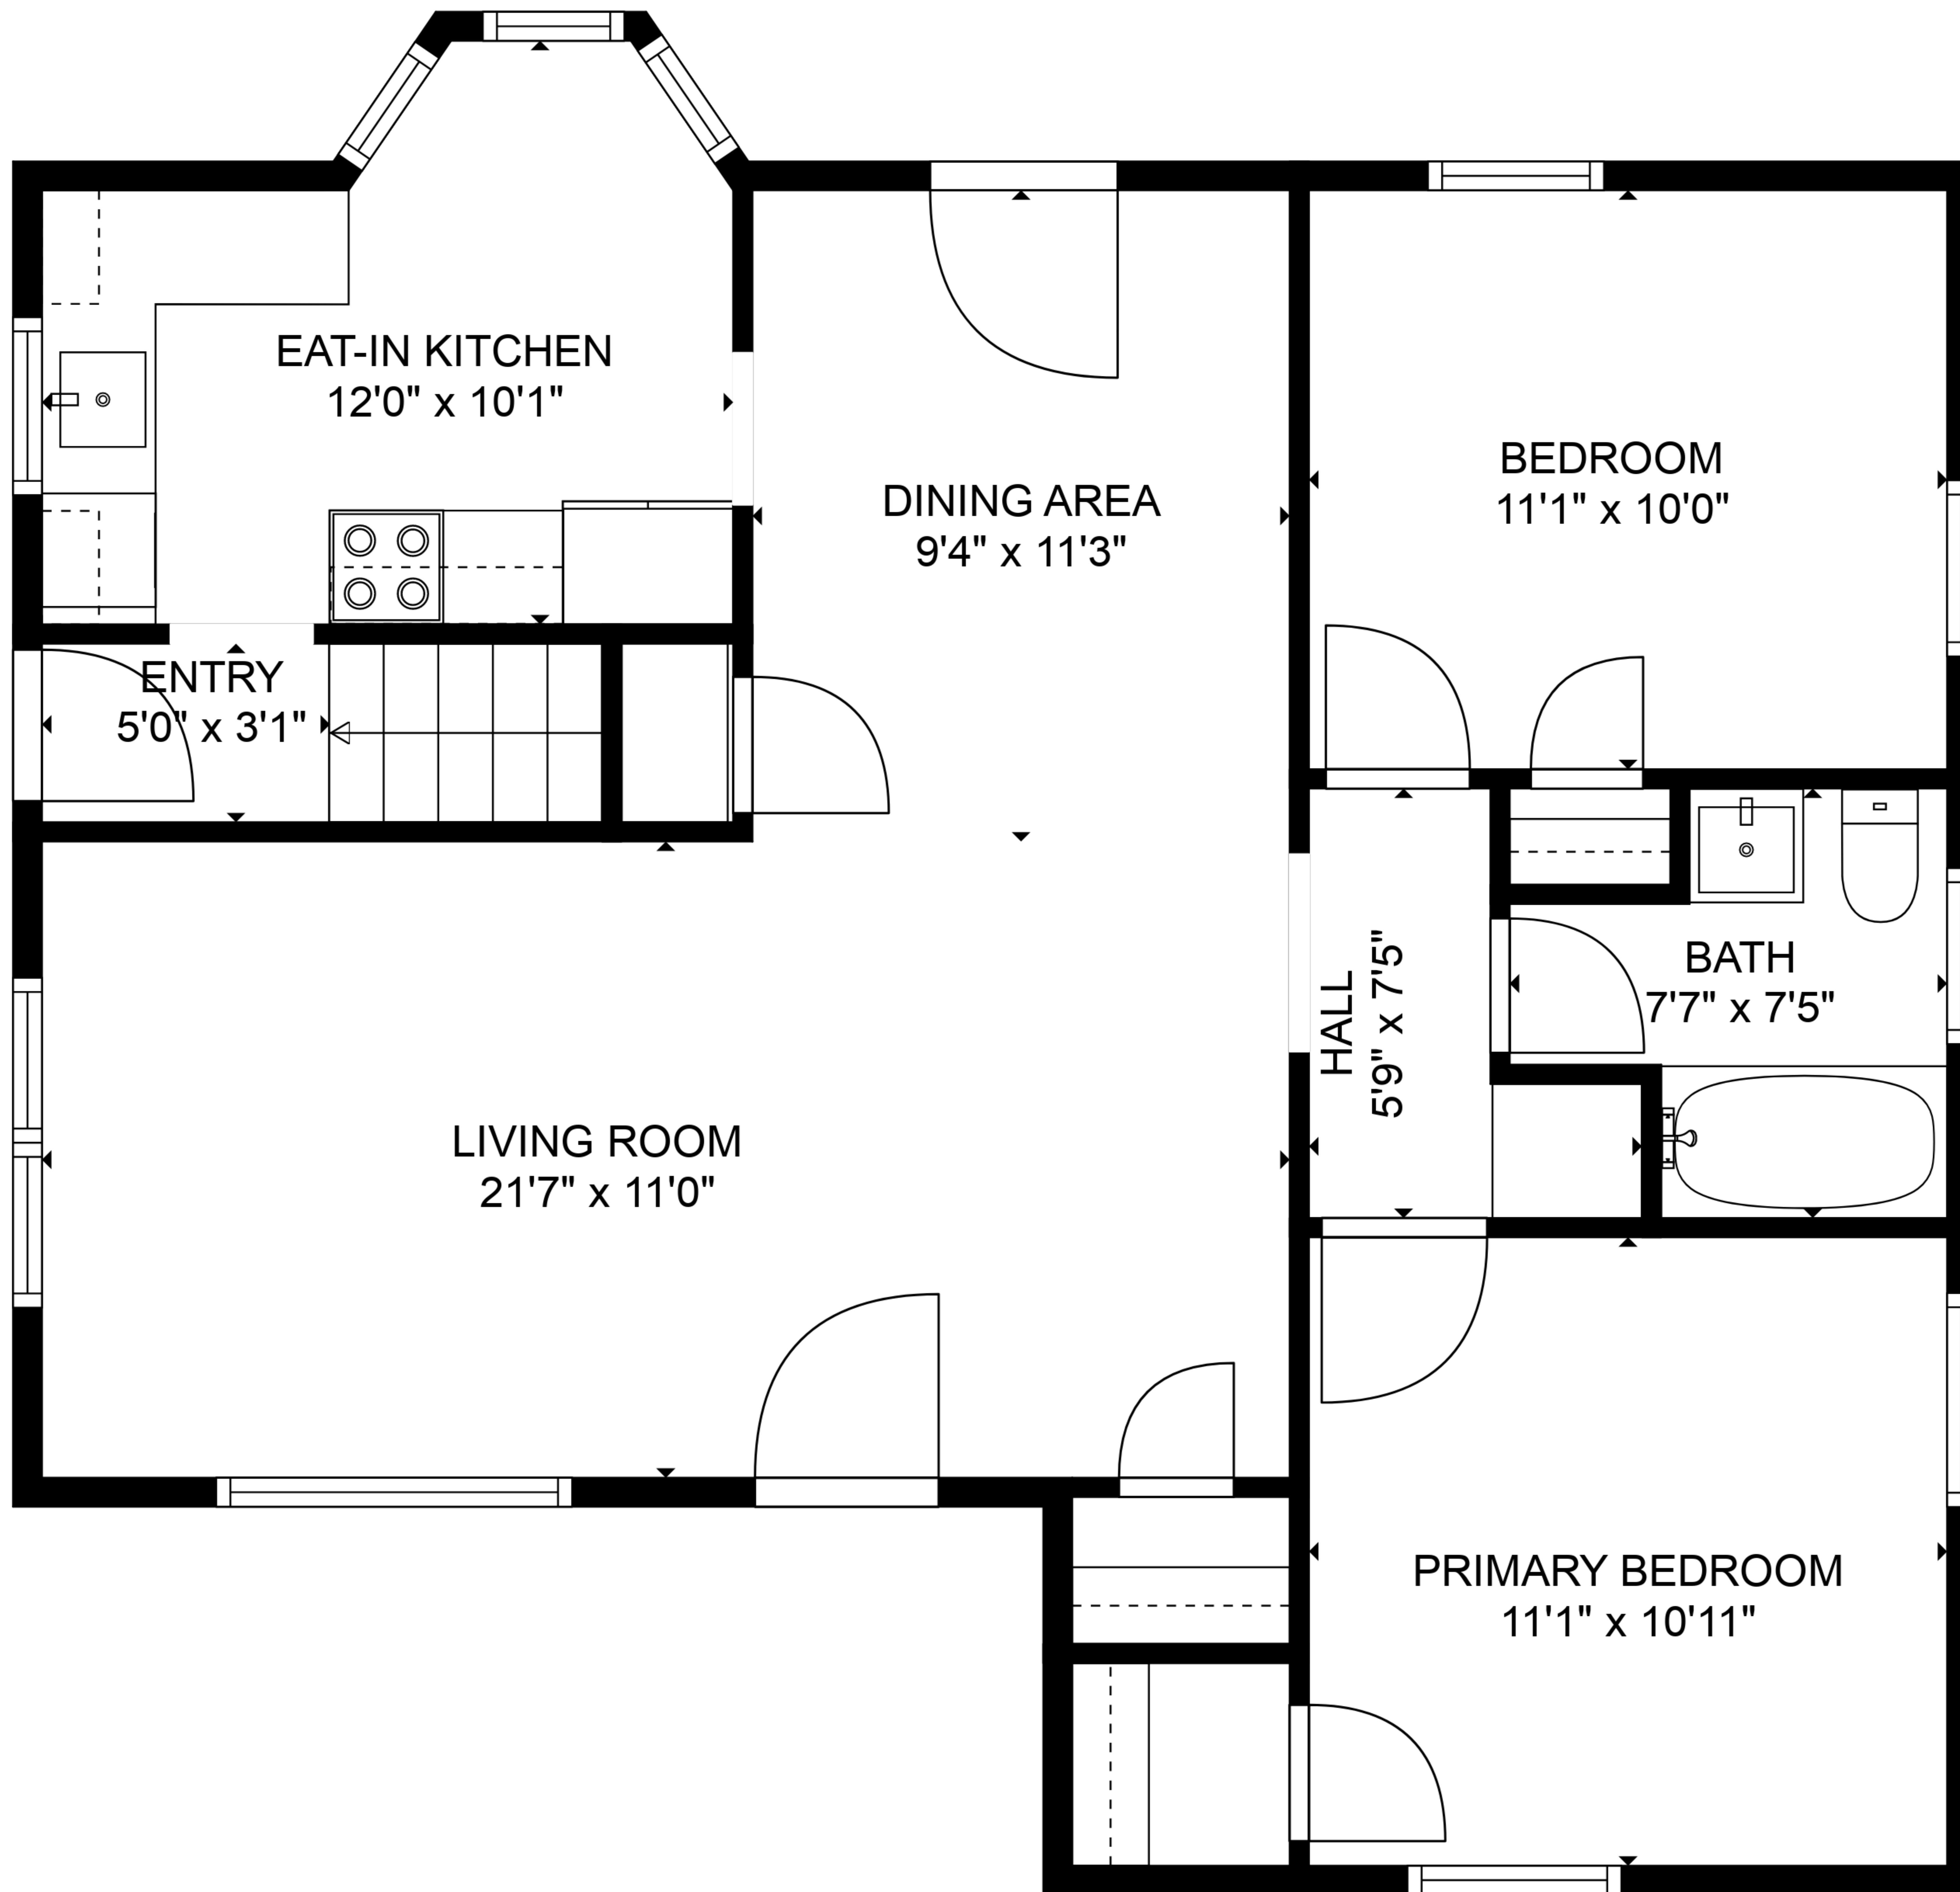 EAT-IN KITCHEN
12'0" x 10'1"
DINING AREA
9'4" x 11'3"
BEDROOM
11'1" x 10'0"
ENTRY
5'0" x 3'1"
HALL
5'9" x 7'5"
BATH
7'7" x 7'5"
LIVING ROOM
21'7" x 11'0"
PRIMARY BEDROOM
11'1" x 10'11"